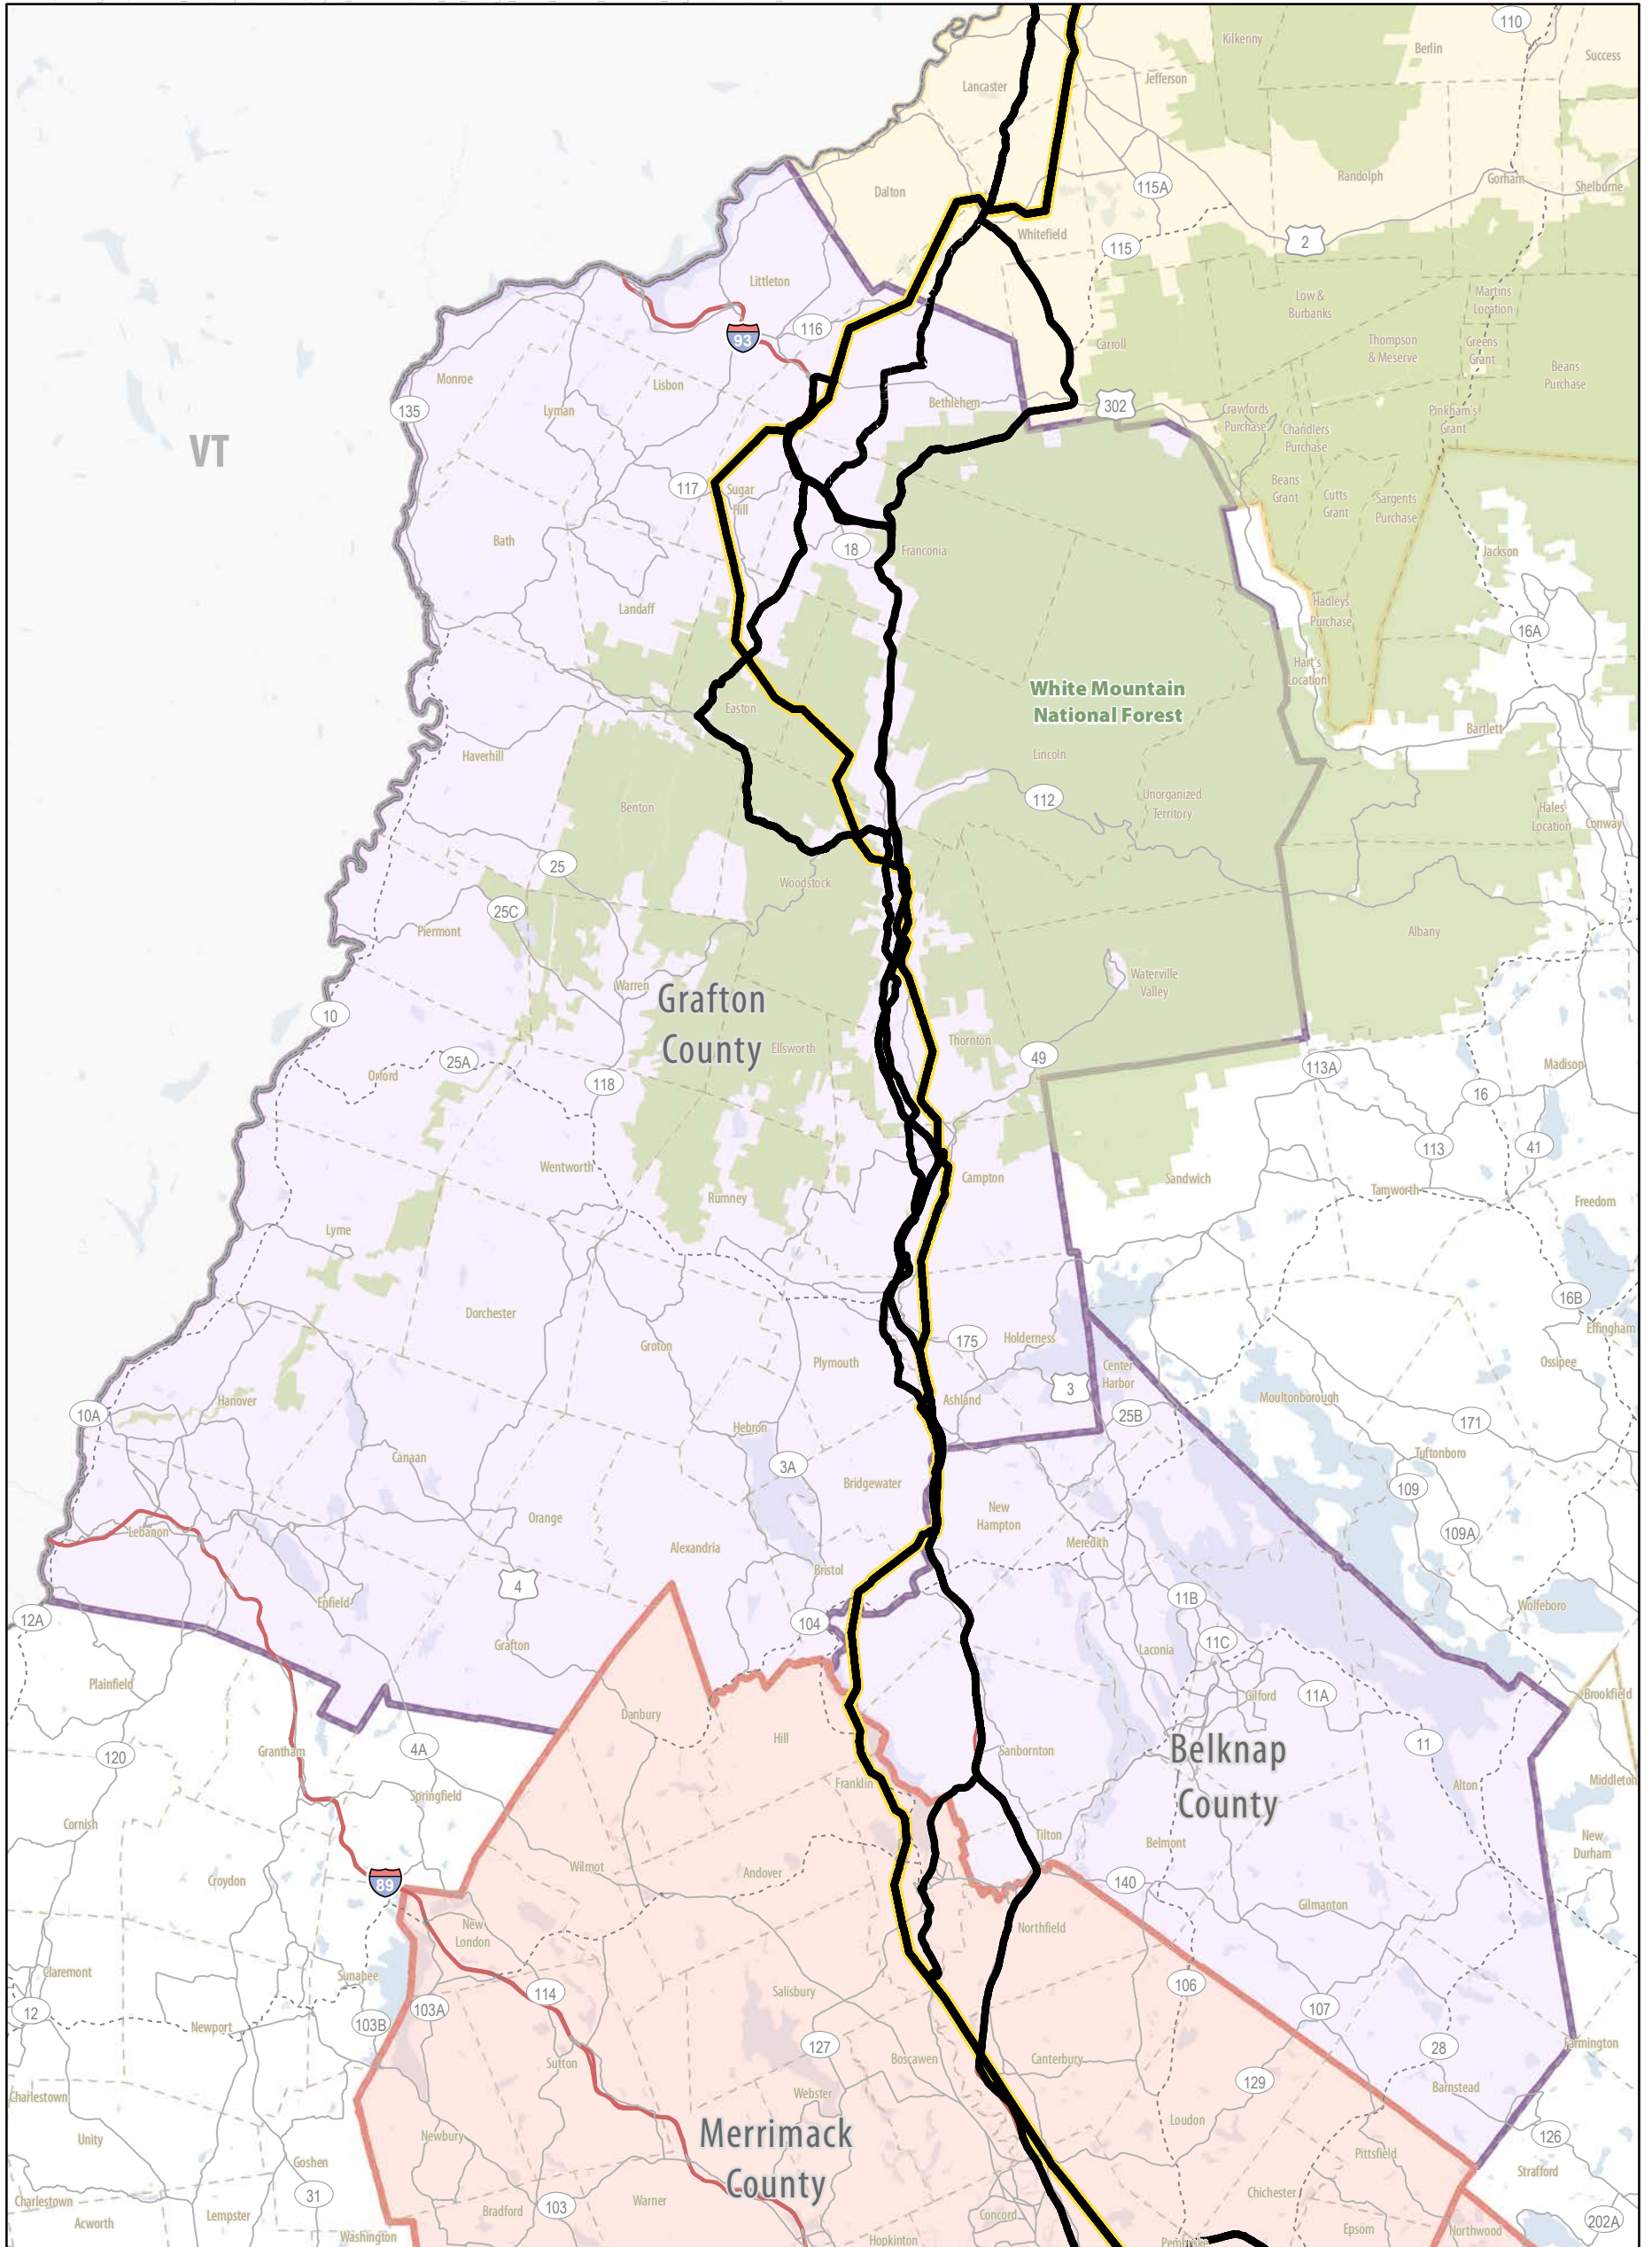 110
Kilkenny
Berlin
Success
Lancaster
Jefferson
Dalton
115A
Randolph
Gorham
Shelburne
Whitefield
115
2
Littleton
Low &
Burbanks
Martins
Location
93
116
Carroll
Thompson
& Meserve
Greens
Grant
Beans
Purchase
Monroe
Lisbon
135
Lyman
Bethlehem
302
Crawfords
Purchase
Chandlers
Purchase
Pinkham's
Grant
VT
117
Sugar
Hill
Beans
Grant
Cutts
Grant
Sargents
Purchase
Bath
18
Franconia
Jackson
Landaff
Hadleys
Purchase
16A
Hart's
Location
White Mountain
National Forest
Easton
Bartlett
Haverhill
Lincoln
Benton
112
Unorganized
Territory
Hales
Location
Conway
25
Woodstock
25C
Piermont
Albany
Warren
Waterville
Valley
Grafton
County
10
Ellsworth
Thornton
49
25A
Orford
118
113A
Madison
16
113
41
Wentworth
Rumney
Campton
Sandwich
Tamworth
Freedom
Lyme
16B
Dorchester
Effingham
Groton
Plymouth
175
Holderness
Ossipee
Center
Harbor
3
Hanover
Ashland
Moultonborough
10A
25B
171
Hebron
Canaan
3A
Bridgewater
Tuftonboro
109
New
Hampton
Orange
Lebanon
Alexandria
Meredith
109A
Bristol
4
Enfield
11B
Wolfeboro
12A
104
Grafton
11C
Laconia
Plainfield
Gilford
11A
Brookfield
Danbury
Hill
Sanbornton
11
120
Grantham
4A
Belknap
County
Franklin
Alton
Middleton
Springfield
Cornish
Tilton
Belmont
New
Durham
Wilmot
Andover
Croydon
89
140
Gilmanton
New
London
Northfield
Claremont
Sunapee
106
114
Salisbury
12
103A
107
103B
Newport
127
28
Farmington
Sutton
Boscawen
Canterbury
129
Barnstead
Charlestown
Webster
Loudon
Merrimack
County
Newbury
126
Unity
Pittsfield
Goshen
Strafford
31
Charlestown
Warner
Chichester
Lempster
Bradford
103
Concord
202A
Acworth
Epsom
Northwood
Washington
Hopkinton
Pembroke